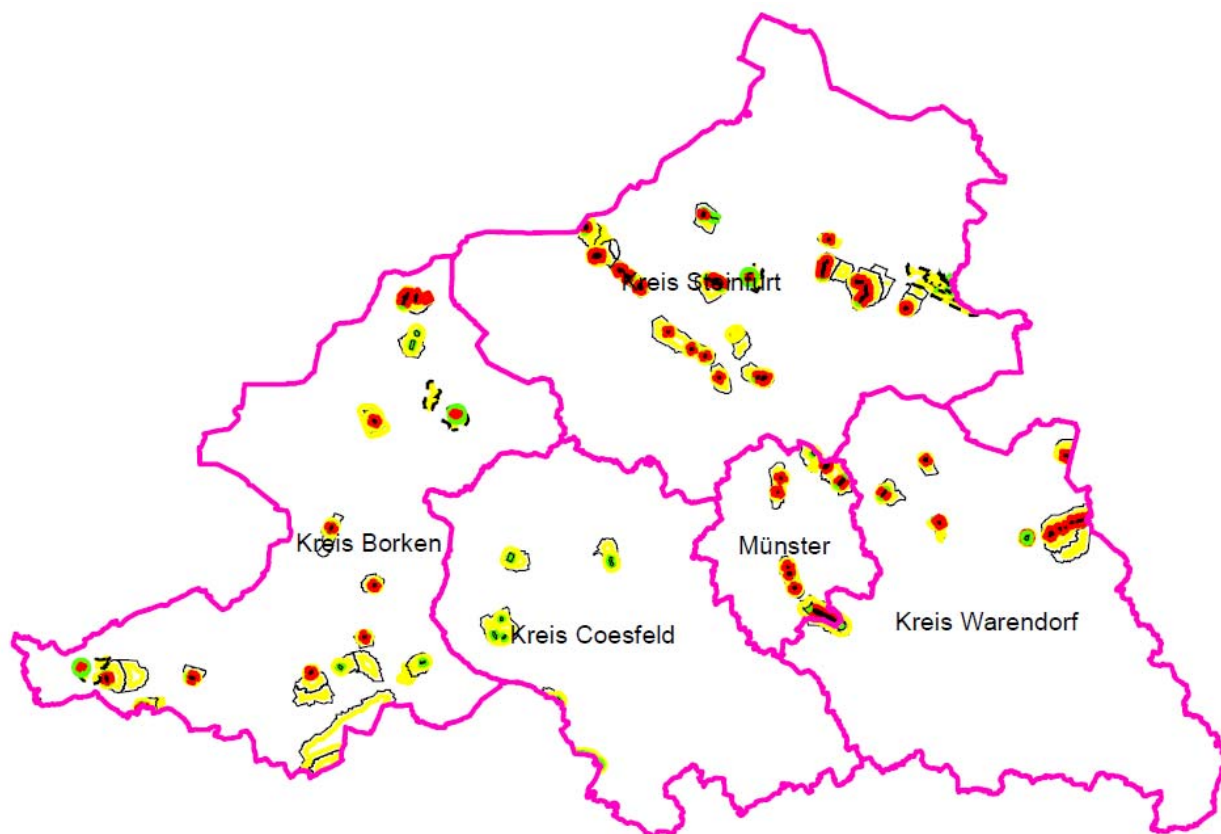 Kreis Steinfurt
Kreis Borken
Münster
Kreis Coesfeld
Kreis Warendorf